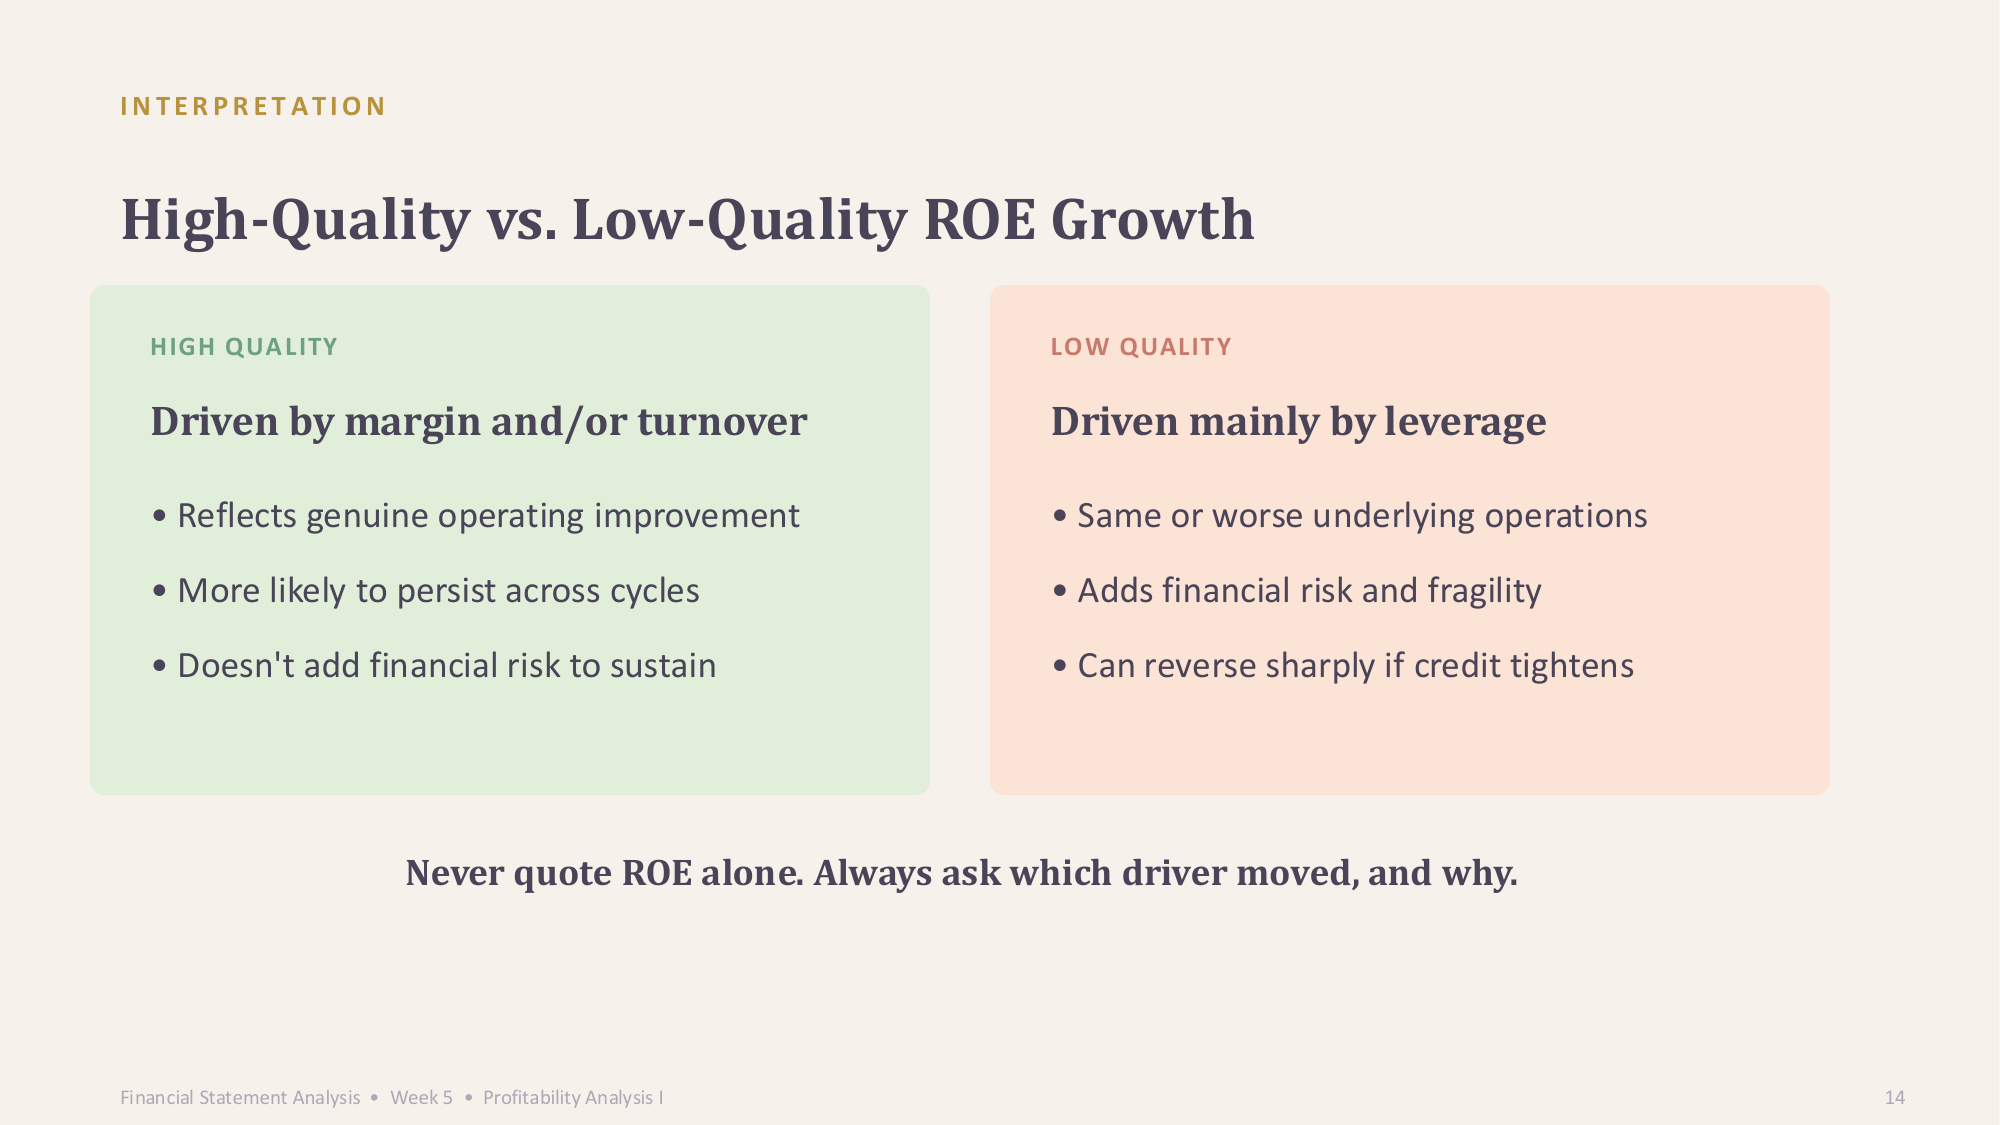 INTERPRETATION
High-Quality vs. Low-Quality ROE Growth
HIGH QUALITY
Driven by margin and/or turnover
• Reflects genuine operating improvement
• More likely to persist across cycles
• Doesn't add financial risk to sustain
LOW QUALITY
Driven mainly by leverage
• Same or worse underlying operations
• Adds financial risk and fragility
• Can reverse sharply if credit tightens
Never quote ROE alone. Always ask which driver moved, and why.
Financial Statement Analysis • Week 5 • Profitability Analysis I
14